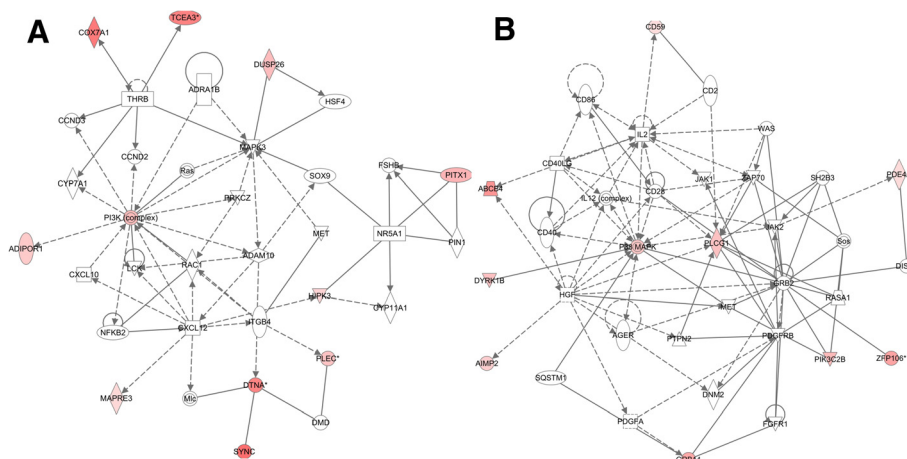 A
TCEA3*
COX7A1
DUSP26
ADRA1B
THRB
HSF4
CCND3
CCND2
MAPK3
Ras
SOX9
FSHB
PITX1
CYP7A1
PRKCZ
PI3K (complex)
NR5A1
MET
PIN1
ADIPOR1
ADAM10
LCK
RAC1
CXCL10
HIPK3
CYP11A1
NFKB2
CXCL12
ITGB4
PLEC*
DTNA*
MAPRE3
Mlc
DMD
SYNC
B
CD59
CD2
CD86
IL2
WAS
CD40LG
JAK1
ZAP70
SH2B3
PDE4
ABCB4
CD28
IL12 (complex)
CD40
JAK2
P38 MAPK
PLCG1
Sos
DIS
DYRK1B
GRB2
HGF
RASA1
MET
AGER
PTPN2
PDGFRB
AIMP2
PIK3C2B
ZFP106*
SQSTM1
DNM2
PDGFA
FGFR1